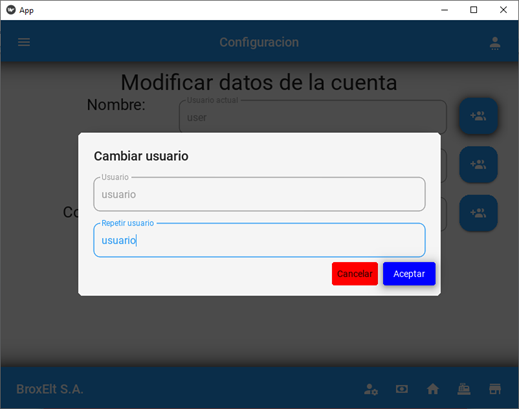 App
Configuracion
Modificar datos de la cuenta
Nombre:
Usuario actual
user
Cambiar usuario
Usuario
usuario
Co
Repetir usuario
usuario
Cancelar Aceptar
BroxElt S.A.